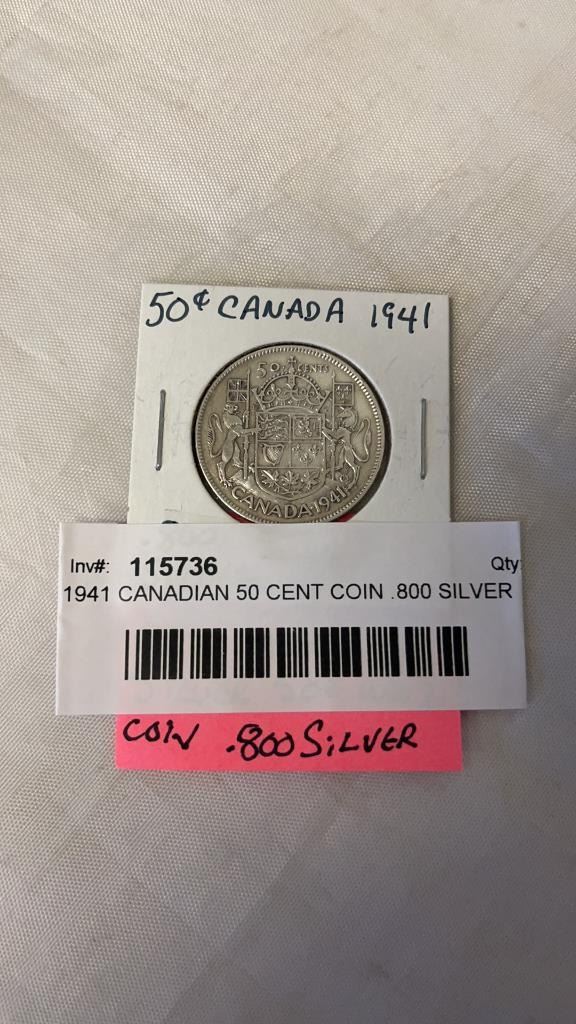 50¢ CANADA 1941
50 CENTS
CANADA·1941
Inv#: 115736 Qty
1941 CANADIAN 50 CENT COIN .800 SILVER
COIN .800 SiLVER